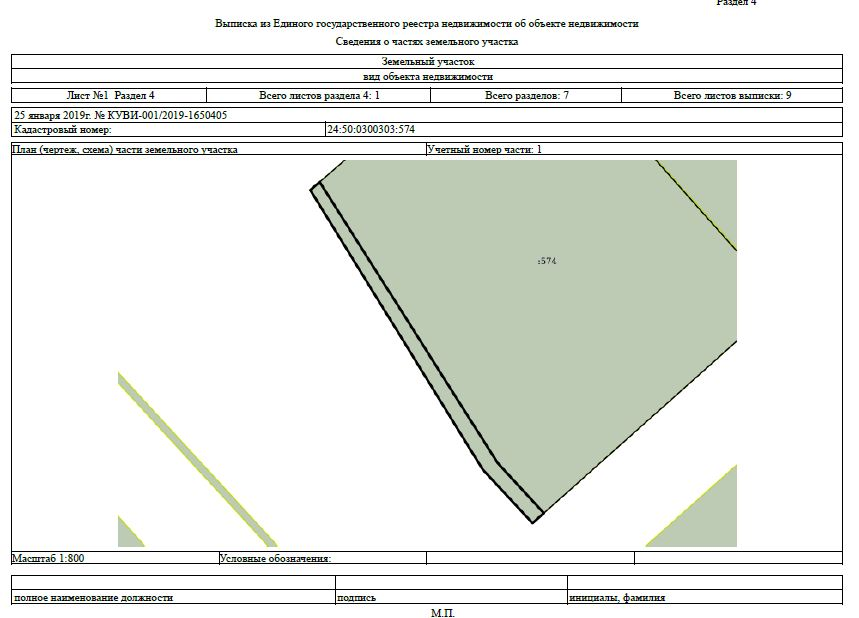 Раздел 4
Выписка из Единого государственного реестра недвижимости об объекте недвижимости
Сведения о частях земельного участка
Земельный участок
вид объекта недвижимости
Лист №1 Раздел 4 Всего листов раздела 4: 1 Всего разделов: 7 Всего листов выписки: 9
25 января 2019г. № КУВИ-001/2019-1650405
Кадастровый номер: 24:50:0300303:574
План (чертеж, схема) части земельного участка Учетный номер части: 1
:574
Масштаб 1:800 Условные обозначения:
полное наименование должности подпись инициалы, фамилия
М.П.